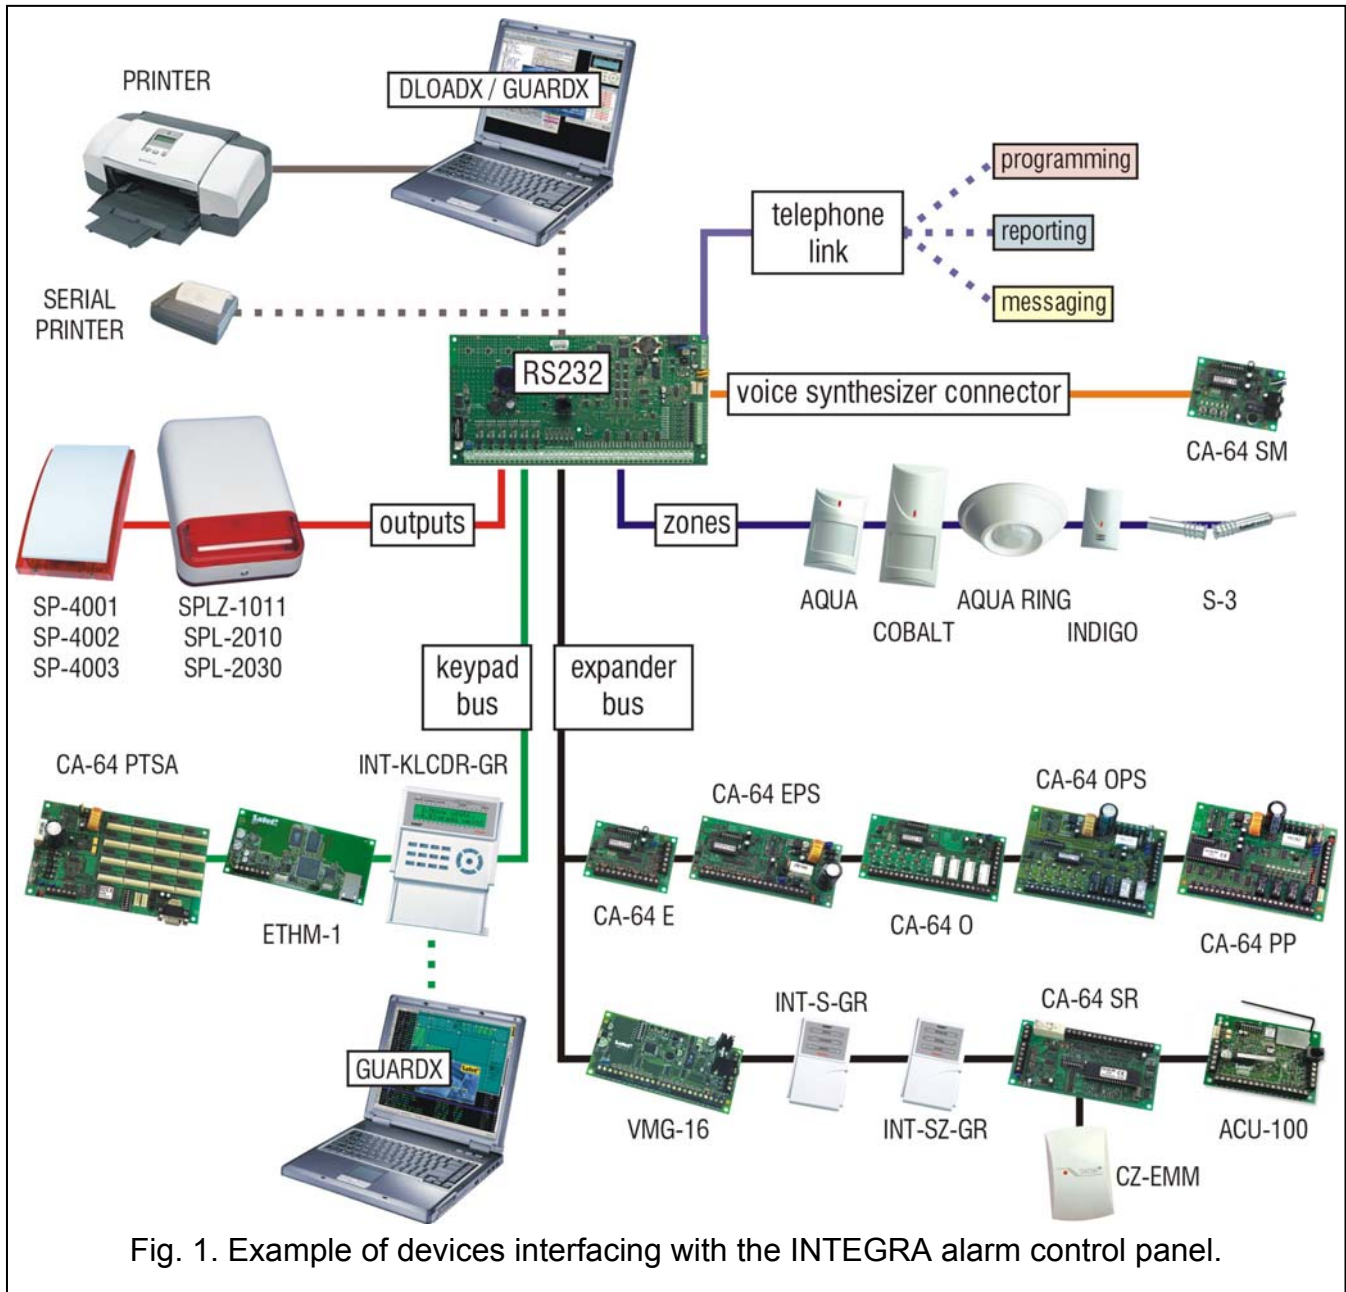 PRINTER
DLOADX / GUARDX
programming
telephone
link
reporting
messaging
SERIAL
PRINTER
RS232
voice synthesizer connector
CA-64 SM
outputs
zones
SP-4001
SP-4002
SP-4003
SPLZ-1011
SPL-2010
SPL-2030
AQUA
COBALT
AQUA RING
INDIGO
S-3
keypad
bus
expander
bus
CA-64 PTSA
INT-KLCDR-GR
ETHM-1
CA-64 EPS
CA-64 OPS
CA-64 E
CA-64 O
CA-64 PP
GUARDX
Satel
INT-S-GR
CA-64 SR
VMG-16
INT-SZ-GR
ACU-100
CZ-EMM
Fig. 1. Example of devices interfacing with the INTEGRA alarm control panel.